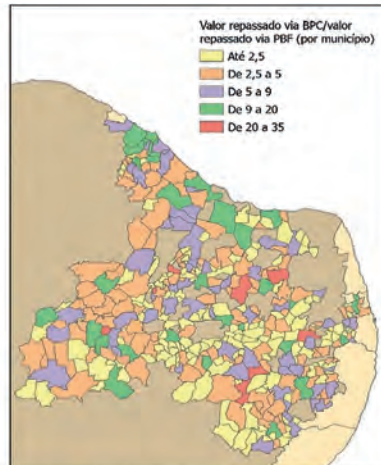 Valor repassado via BPC/valor
repassado via PBF (por município)
Até 2,5
De 2,5 a 5
De 5 a 9
De 9 a 20
De 20 a 35